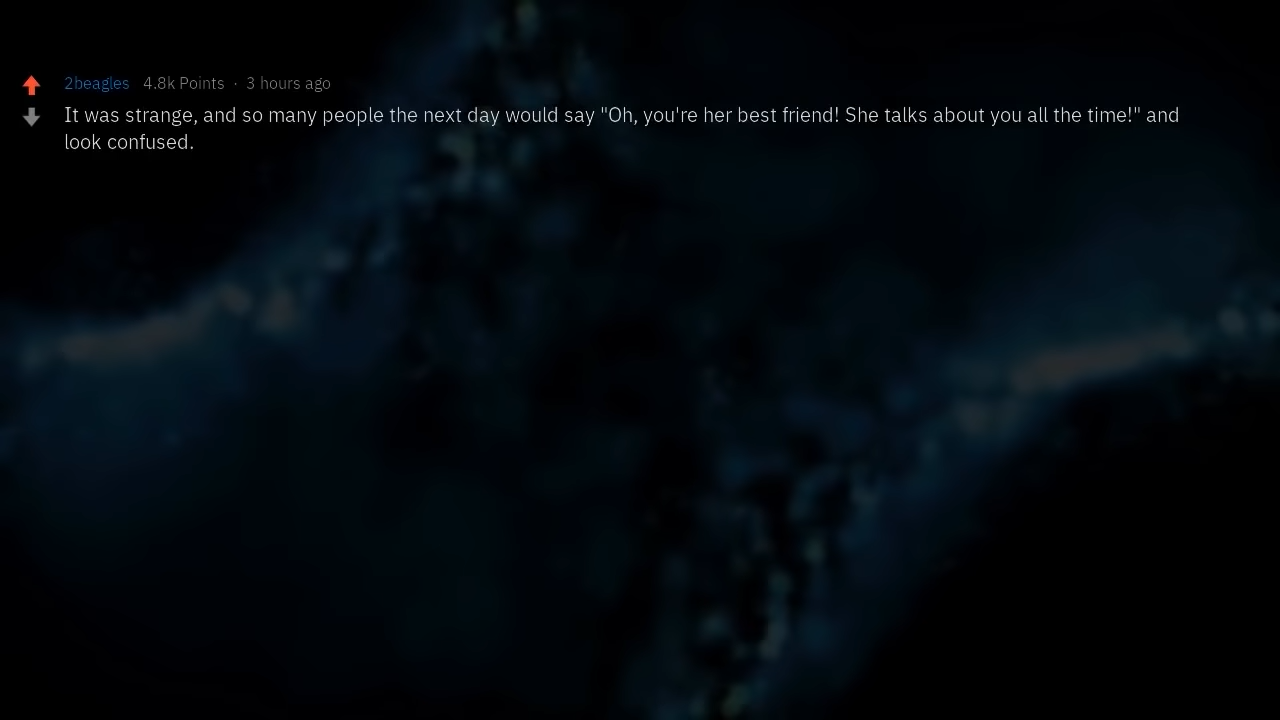 2beagles 4.8k Points · 3 hours ago
It was strange, and so many people the next day would say "Oh, you're her best friend! She talks about you all the time!" and
look confused.